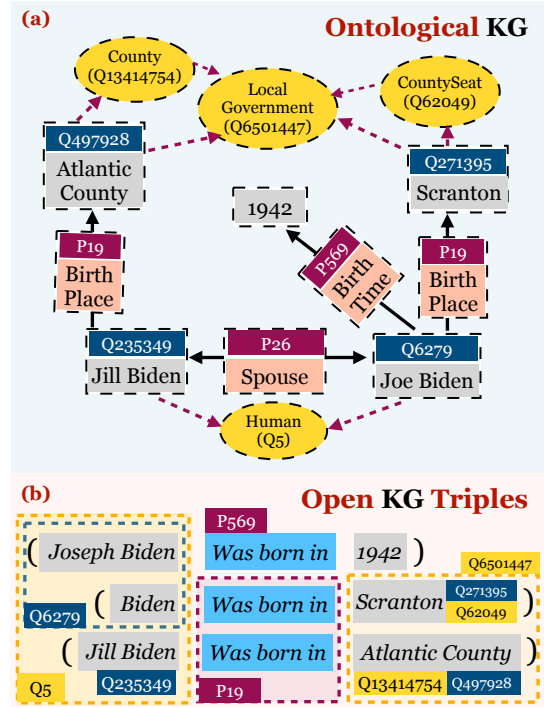 (a)
Ontological KG
County
(Q13414754)
Local
Government
(Q6501447)
CountySeat
(Q62049)
Q497928
Atlantic
County
Q271395
Scranton
1942
P19
Birth
Place
P569
Birth
Time
P19
Birth
Place
Q235349
Jill Biden
P26
Spouse
Q6279
Joe Biden
Human
(Q5)
(b)
Open KG Triples
P569
( Joseph Biden Was born in 1942 )
Q6501447
Q6279 ( Biden Was born in Scranton Q271395 )
Q62049
( Jill Biden Was born in Atlantic County )
Q5 Q235349 P19 Q13414754 Q497928